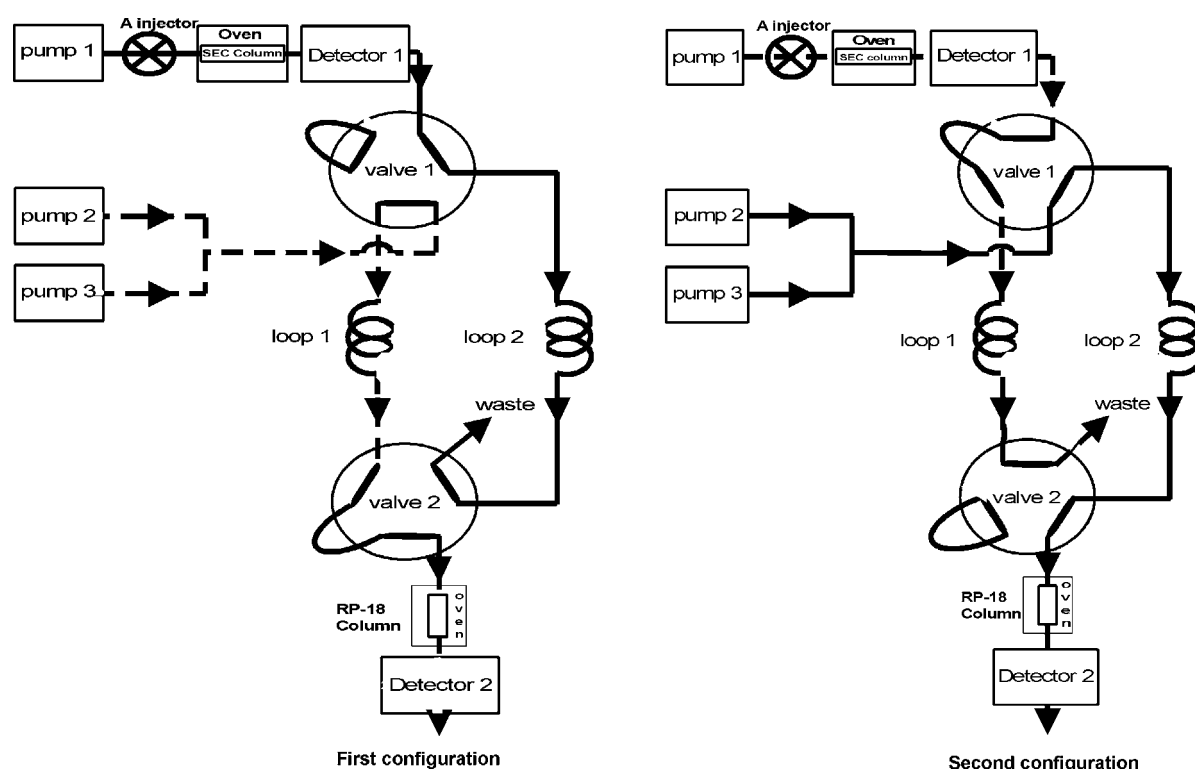 A injector
pump 1
Oven
SEC Column
Detector 1
valve 1
pump 2
pump 3
loop 1
loop 2
waste
valve 2
RP-18
Column
oven
Detector 2
First configuration
A injector
pump 1
Oven
SEC column
Detector 1
valve 1
pump 2
pump 3
loop 1
loop 2
waste
valve 2
RP-18
Column
oven
Detector 2
Second configuration